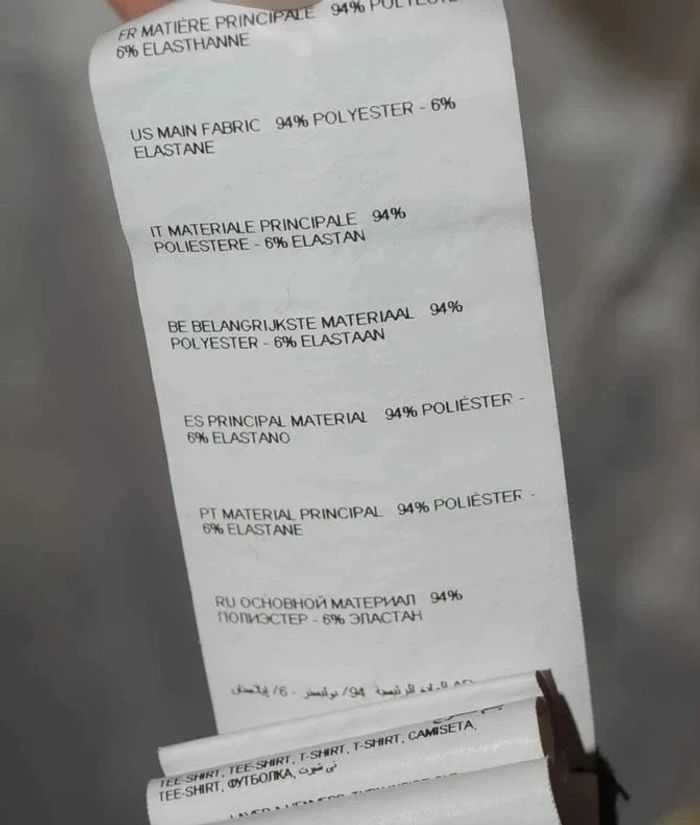 FR MATIÈRE PRINCIPALE 94%
6% ELASTHANNE
US MAIN FABRIC 94% POLYESTER - 6%
ELASTANE
IT MATERIALE PRINCIPALE 94%
POLIESTERE - 6% ELASTAN
BE BELANGRIJKSTE MATERIAAL 94%
POLYESTER - 6% ELASTAAN
ES PRINCIPAL MATERIAL 94% POLIÉSTER -
6% ELASTANO
PT MATERIAL PRINCIPAL 94% POLIÉSTER -
6% ELASTANE
RU ОСНОВНОЙ МАТЕРИАЛ 94%
ПОЛИЭСТЕР - 6% ЭЛАСТАН
TEE-SHIRT, TEE-SHIRT, T-SHIRT, T-SHIRT, CAMISETA,
TEE-SHIRT, ФУТБОЛКА, تي شيرت